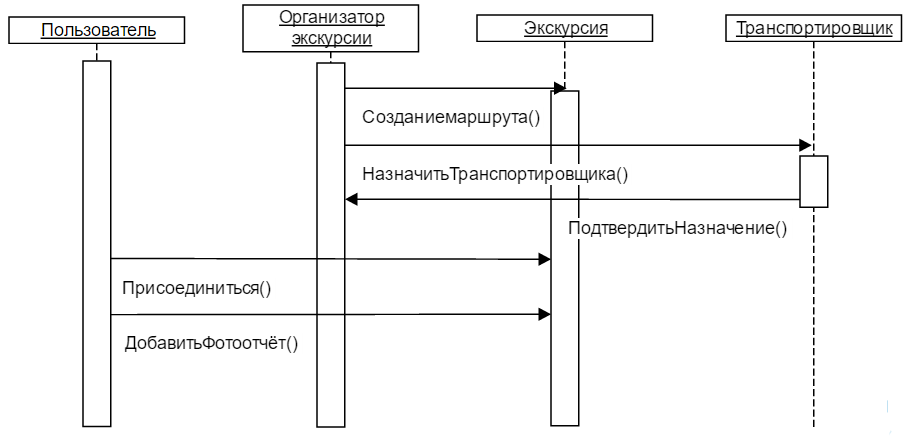 Пользователь
Организатор
экскурсии
Экскурсия
Транспортировщик
Созданиемаршрута()
НазначитьТранспортировщика()
ПодтвердитьНазначение()
Присоединиться()
ДобавитьФотоотчёт()